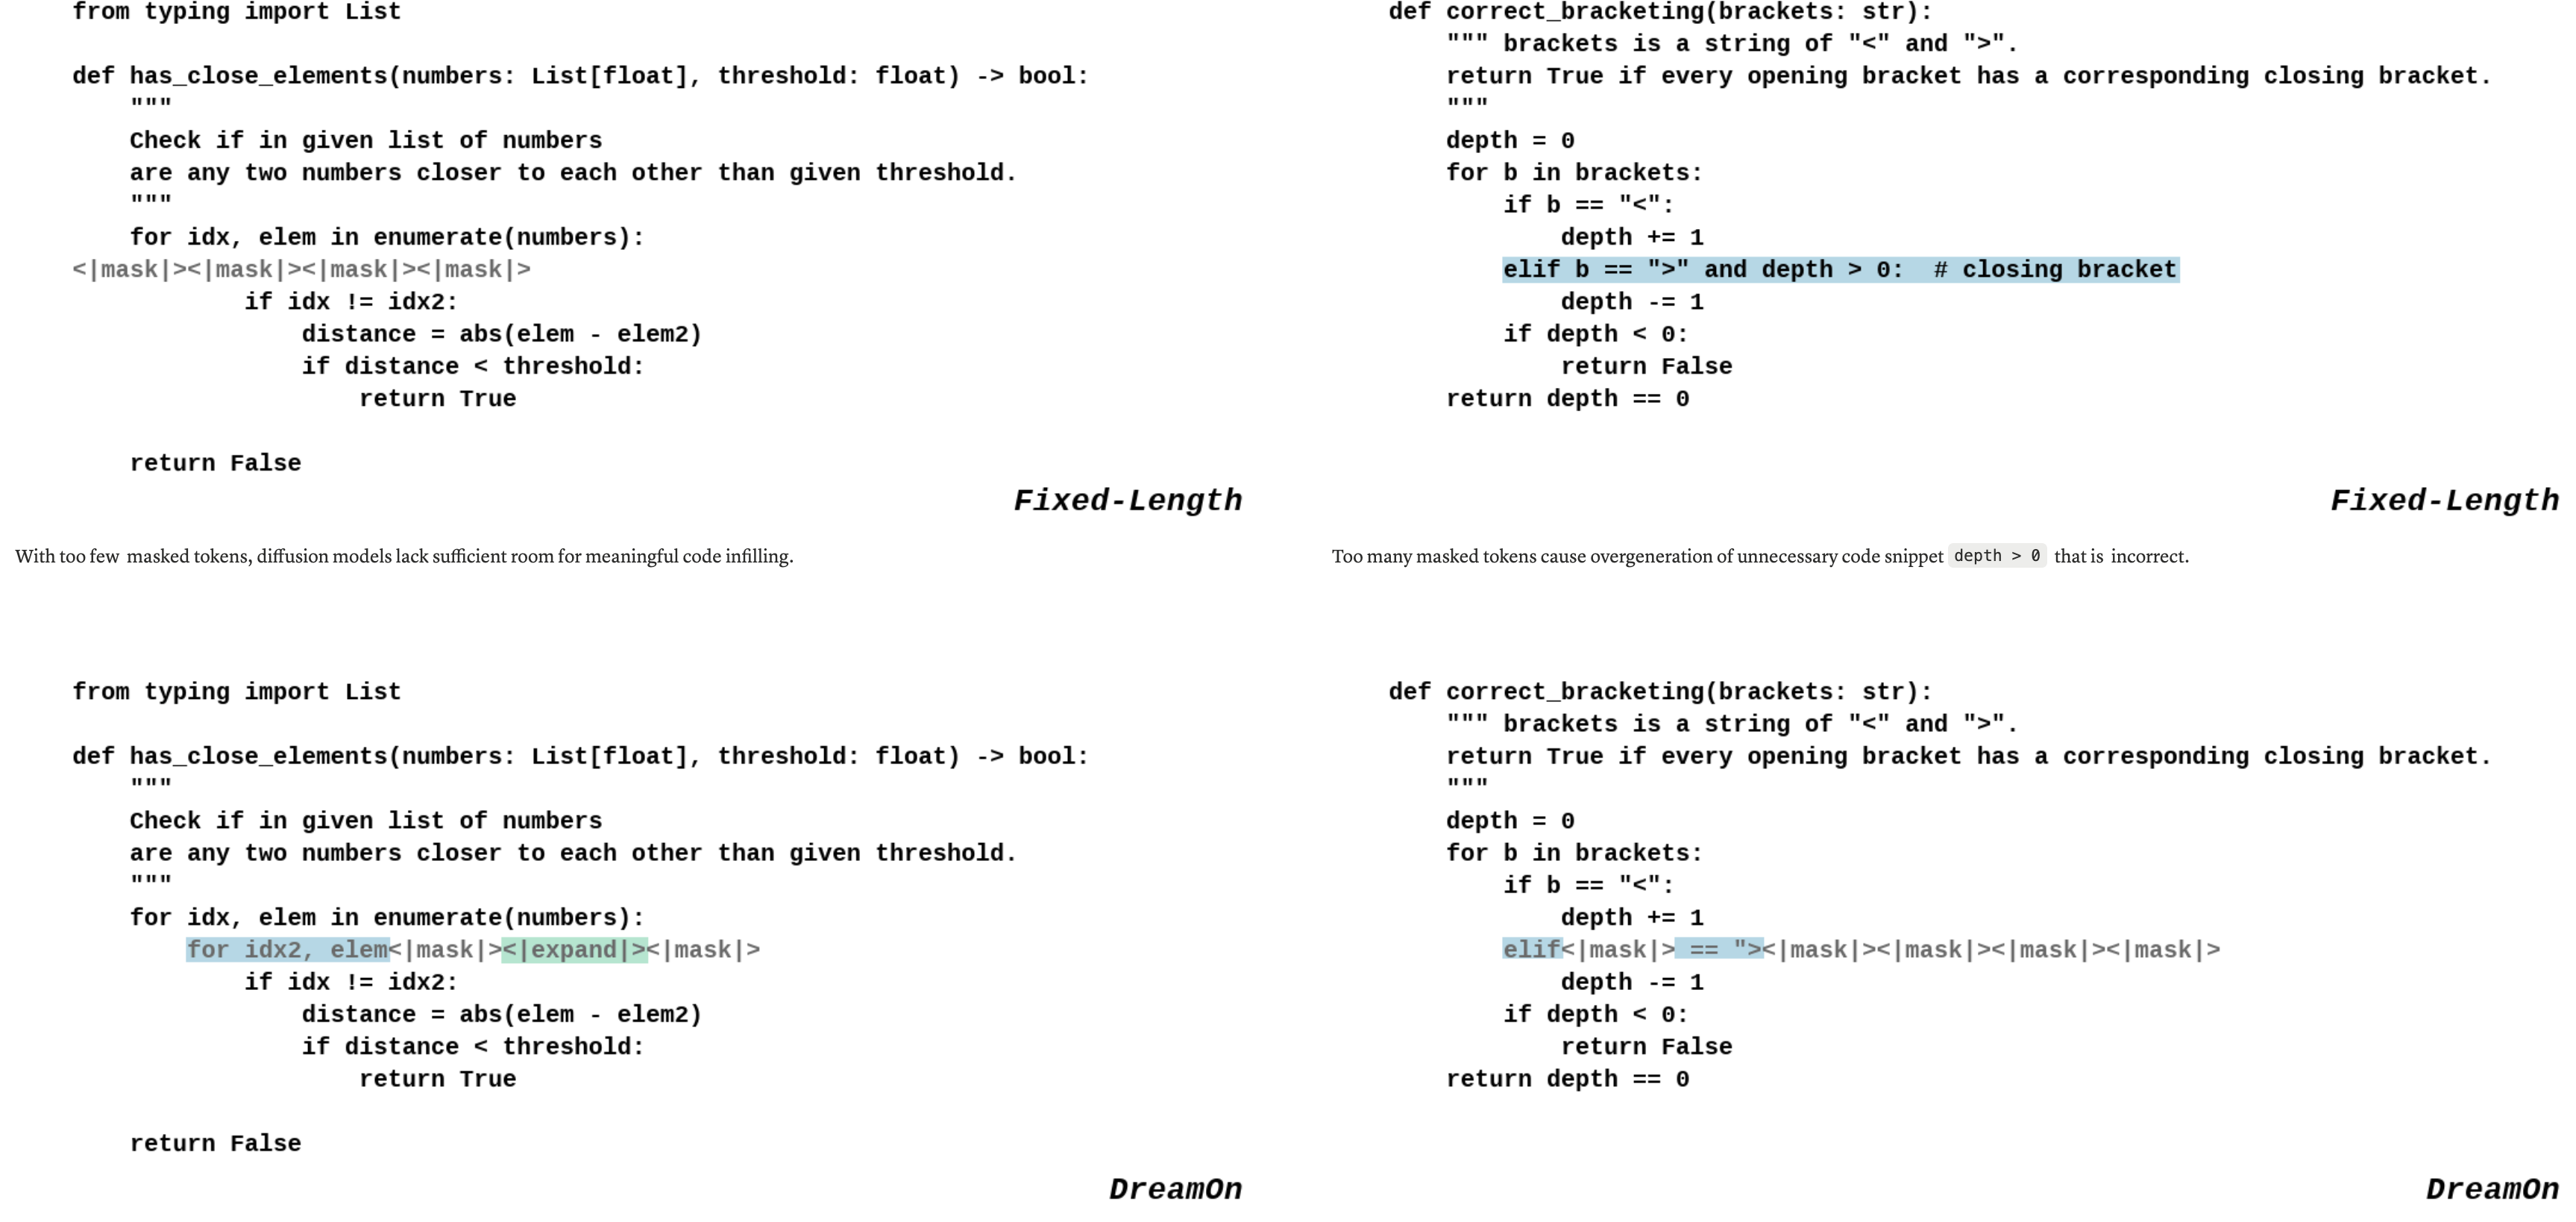 from typing import List
def has_close_elements(numbers: List[float], threshold: float) -> bool:
    """
    Check if in given list of numbers
    are any two numbers closer to each other than given threshold.
    """
    for idx, elem in enumerate(numbers):
<|mask|><|mask|><|mask|><|mask|>
            if idx != idx2:
                distance = abs(elem - elem2)
                if distance < threshold:
                    return True
    return False
Fixed-Length
With too few masked tokens, diffusion models lack sufficient room for meaningful code infilling.
def correct_bracketing(brackets: str):
    """ brackets is a string of "<" and ">".
    return True if every opening bracket has a corresponding closing bracket.
    """
    depth = 0
    for b in brackets:
        if b == "<":
            depth += 1
        elif b == ">" and depth > 0:  # closing bracket
            depth -= 1
        if depth < 0:
            return False
    return depth == 0
Fixed-Length
Too many masked tokens cause overgeneration of unnecessary code snippet depth > 0 that is incorrect.
from typing import List
def has_close_elements(numbers: List[float], threshold: float) -> bool:
    """
    Check if in given list of numbers
    are any two numbers closer to each other than given threshold.
    """
    for idx, elem in enumerate(numbers):
        for idx2, elem<|mask|><|expand|><|mask|>
            if idx != idx2:
                distance = abs(elem - elem2)
                if distance < threshold:
                    return True
    return False
DreamOn
def correct_bracketing(brackets: str):
    """ brackets is a string of "<" and ">".
    return True if every opening bracket has a corresponding closing bracket.
    """
    depth = 0
    for b in brackets:
        if b == "<":
            depth += 1
        elif<|mask|> == "><|mask|><|mask|><|mask|><|mask|>
            depth -= 1
        if depth < 0:
            return False
    return depth == 0
DreamOn